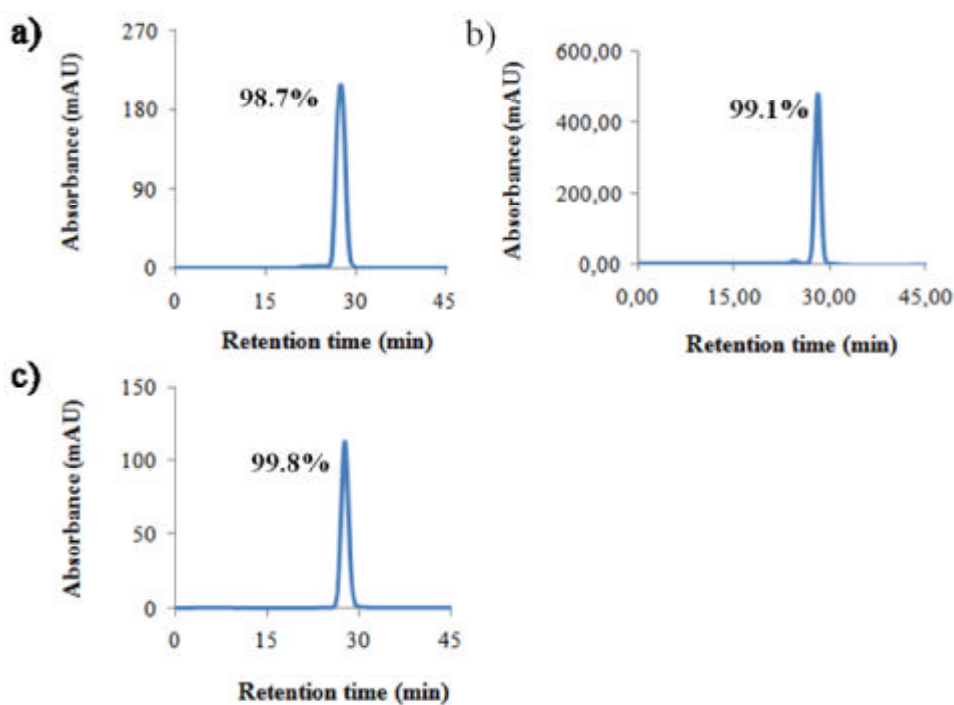 a)
270
180
90
0
Absorbance (mAU)
98.7%
0 15 30 45
Retention time (min)
b)
600,00
400,00
200,00
0,00
Absorbance (mAU)
99.1%
0,00 15,00 30,00 45,00
Retention time (min)
c)
150
100
50
0
Absorbance (mAU)
99.8%
0 15 30 45
Retention time (min)